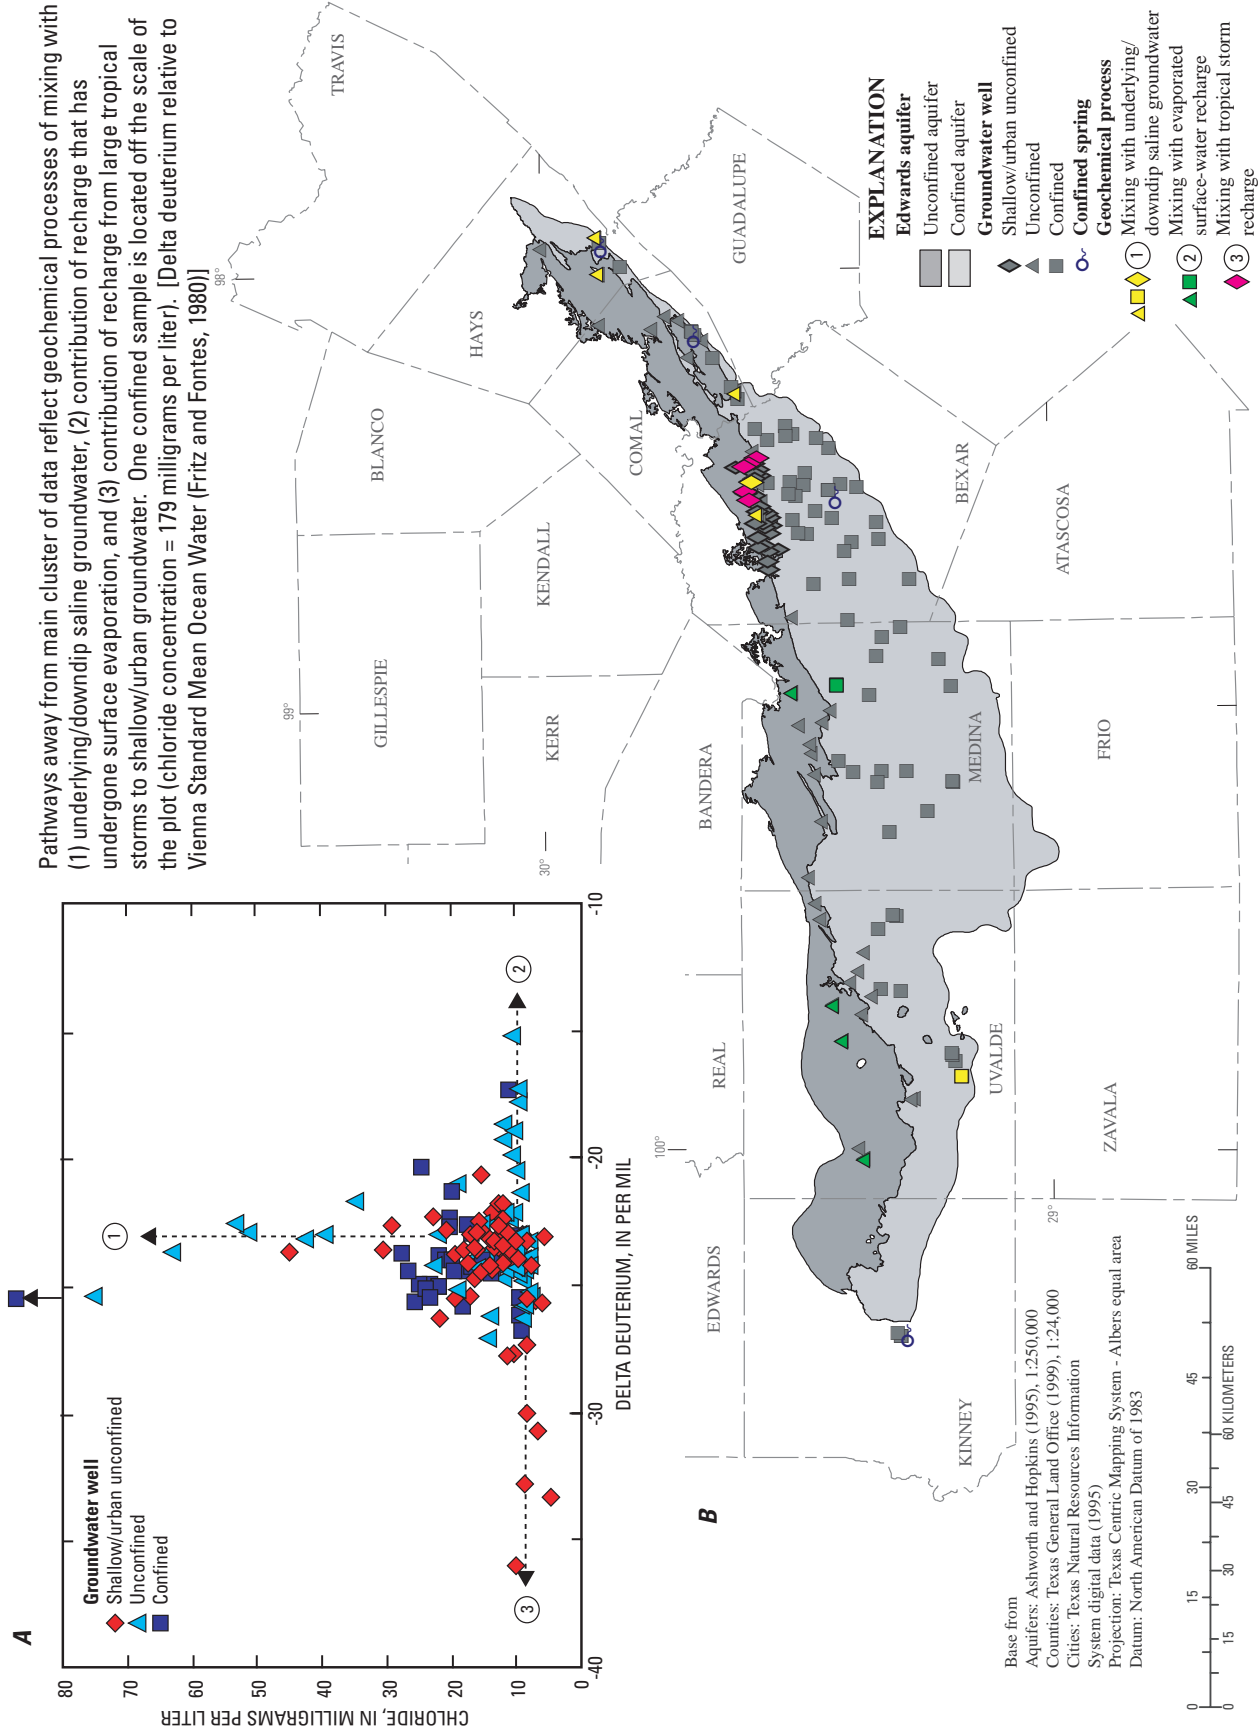 A
Groundwater well
Shallow/urban unconfined
Unconfined
Confined
CHLORIDE, IN MILLIGRAMS PER LITER
80
70
60
50
40
30
20
10
0
-40
-30
-20
-10
DELTA DEUTERIUM, IN PER MIL
1
2
3
Pathways away from main cluster of data reflect geochemical processes of mixing with
(1) underlying/downdip saline groundwater, (2) contribution of recharge that has
undergone surface evaporation, and (3) contribution of recharge from large tropical
storms to shallow/urban groundwater. One confined sample is located off the scale of
the plot (chloride concentration = 179 milligrams per liter). [Delta deuterium relative to
Vienna Standard Mean Ocean Water (Fritz and Fontes, 1980)]
B
100°
99°
98°
30°
29°
EDWARDS
REAL
KERR
GILLESPIE
BLANCO
TRAVIS
HAYS
KENDALL
COMAL
BANDERA
GUADALUPE
KINNEY
UVALDE
MEDINA
BEXAR
ZAVALA
FRIO
ATASCOSA
EXPLANATION
Edwards aquifer
Unconfined aquifer
Confined aquifer
Groundwater well
Shallow/urban unconfined
Unconfined
Confined
Confined spring
Geochemical process
1 Mixing with underlying/
downdip saline groundwater
2 Mixing with evaporated
surface-water recharge
3 Mixing with tropical storm
recharge
Base from
Aquifers: Ashworth and Hopkins (1995), 1:250,000
Counties: Texas General Land Office (1999), 1:24,000
Cities: Texas Natural Resources Information
System digital data (1995)
Projection: Texas Centric Mapping System - Albers equal area
Datum: North American Datum of 1983
0 15 30 45 60 MILES
0 15 30 45 60 KILOMETERS